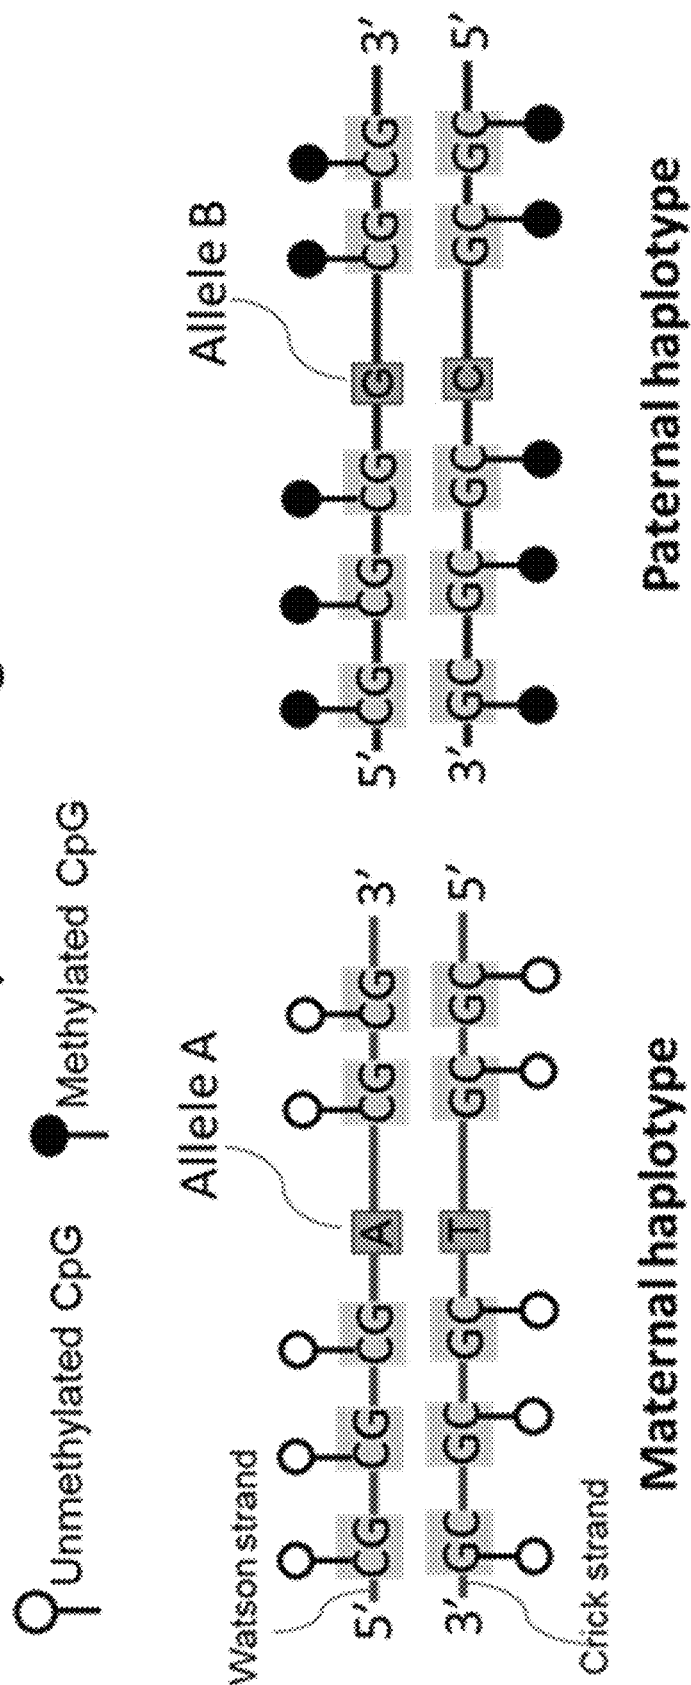 Unmethylated CpG Methylated CpG
Allele A Allele B
Watson strand
5′ CG CG CG A CG CG 3′ 5′ CG CG CG G CG CG 3′
3′ GC GC GC T GC GC 5′ 3′ GC GC GC C GC GC 5′
Crick strand
Maternal haplotype Paternal haplotype